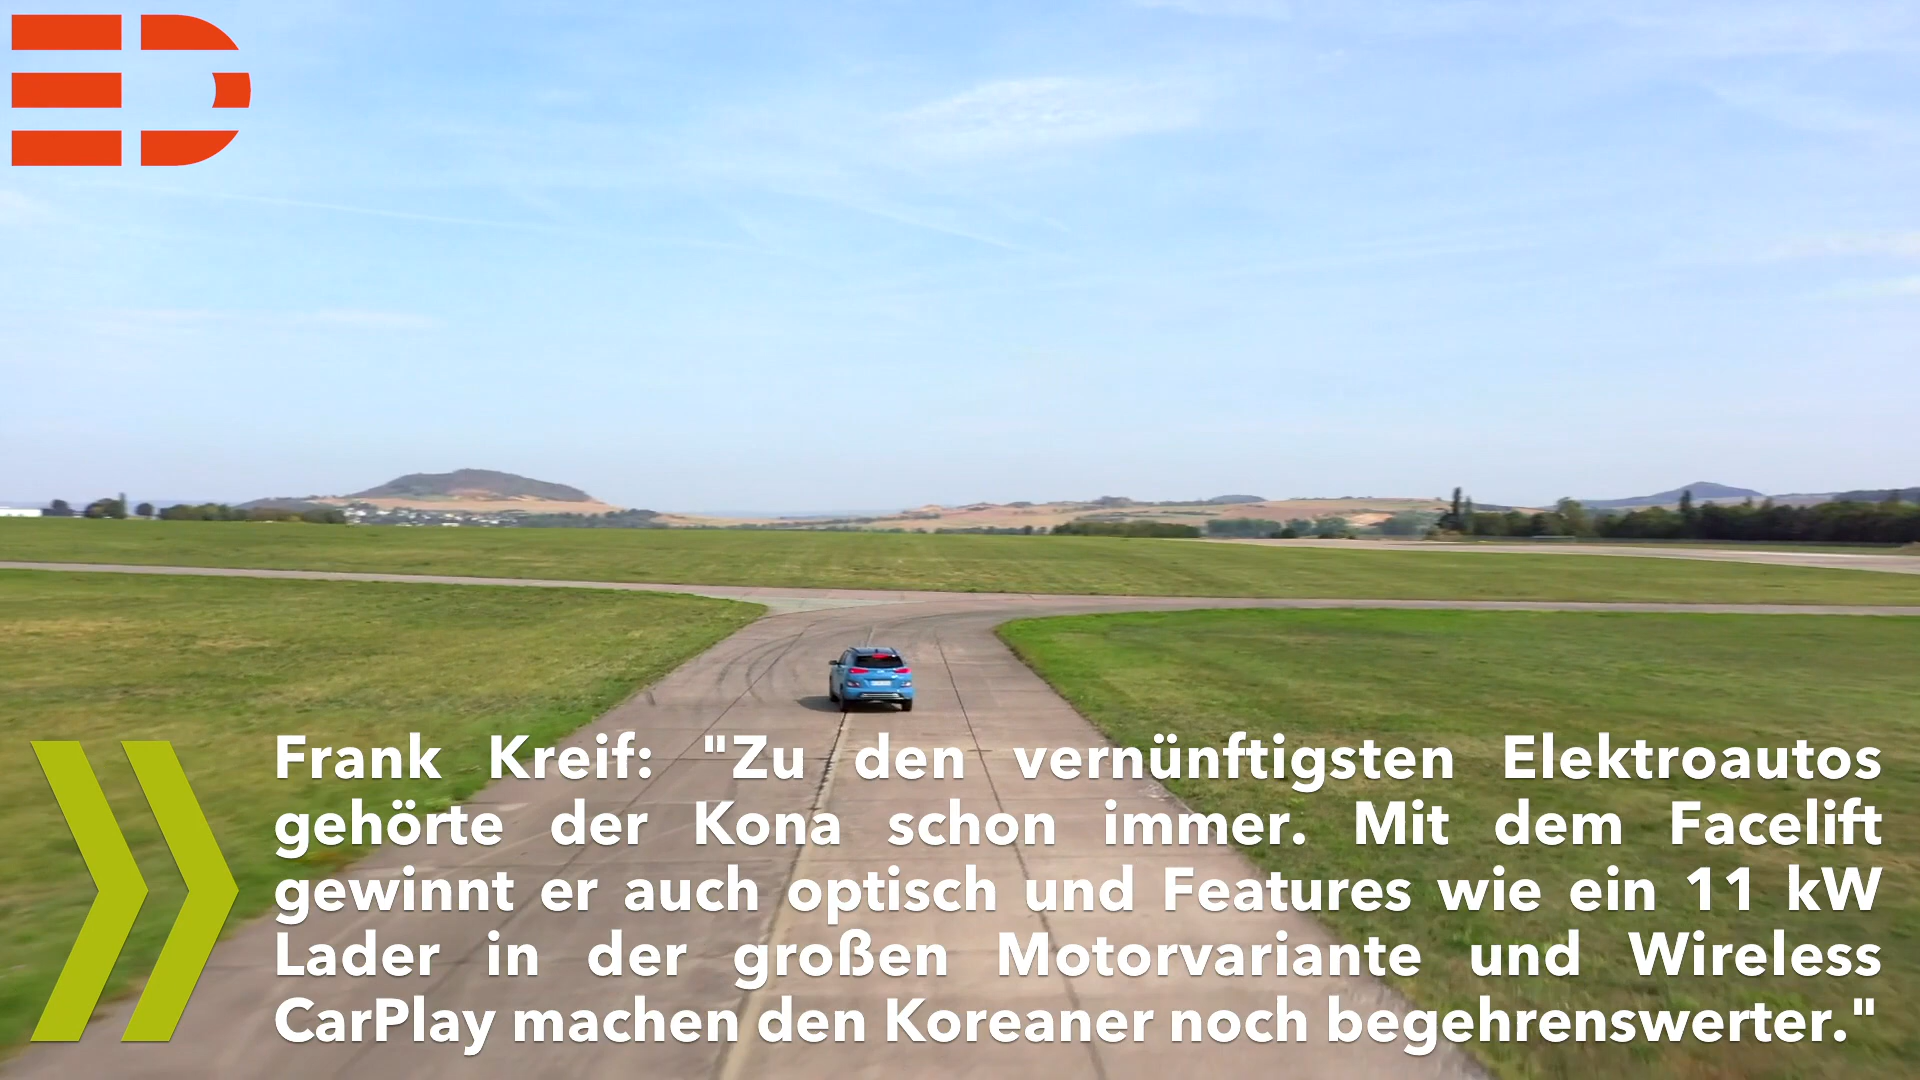 ED
Frank Kreif: "Zu den vernünftigsten Elektroautos
gehörte der Kona schon immer. Mit dem Facelift
gewinnt er auch optisch und Features wie ein 11 kW
Lader in der großen Motorvariante und Wireless
CarPlay machen den Koreaner noch begehrenswerter."